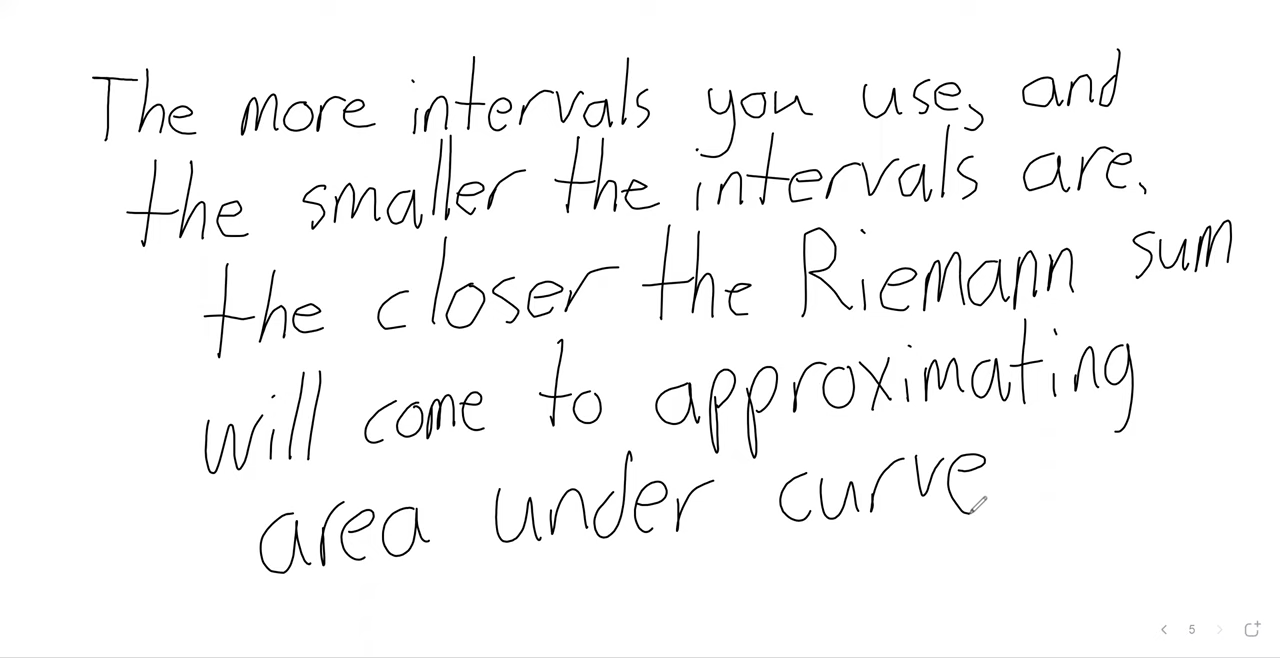 The more intervals you use, and
the smaller the intervals are,
the closer the Riemann sum
will come to approximating
area under curve
5